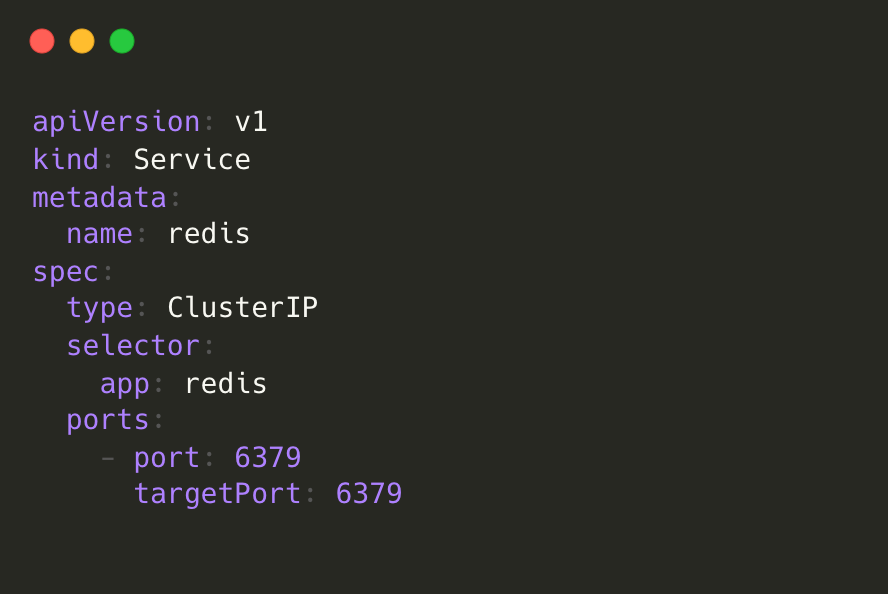 apiVersion: v1
kind: Service
metadata:
  name: redis
spec:
  type: ClusterIP
  selector:
    app: redis
  ports:
    - port: 6379
      targetPort: 6379